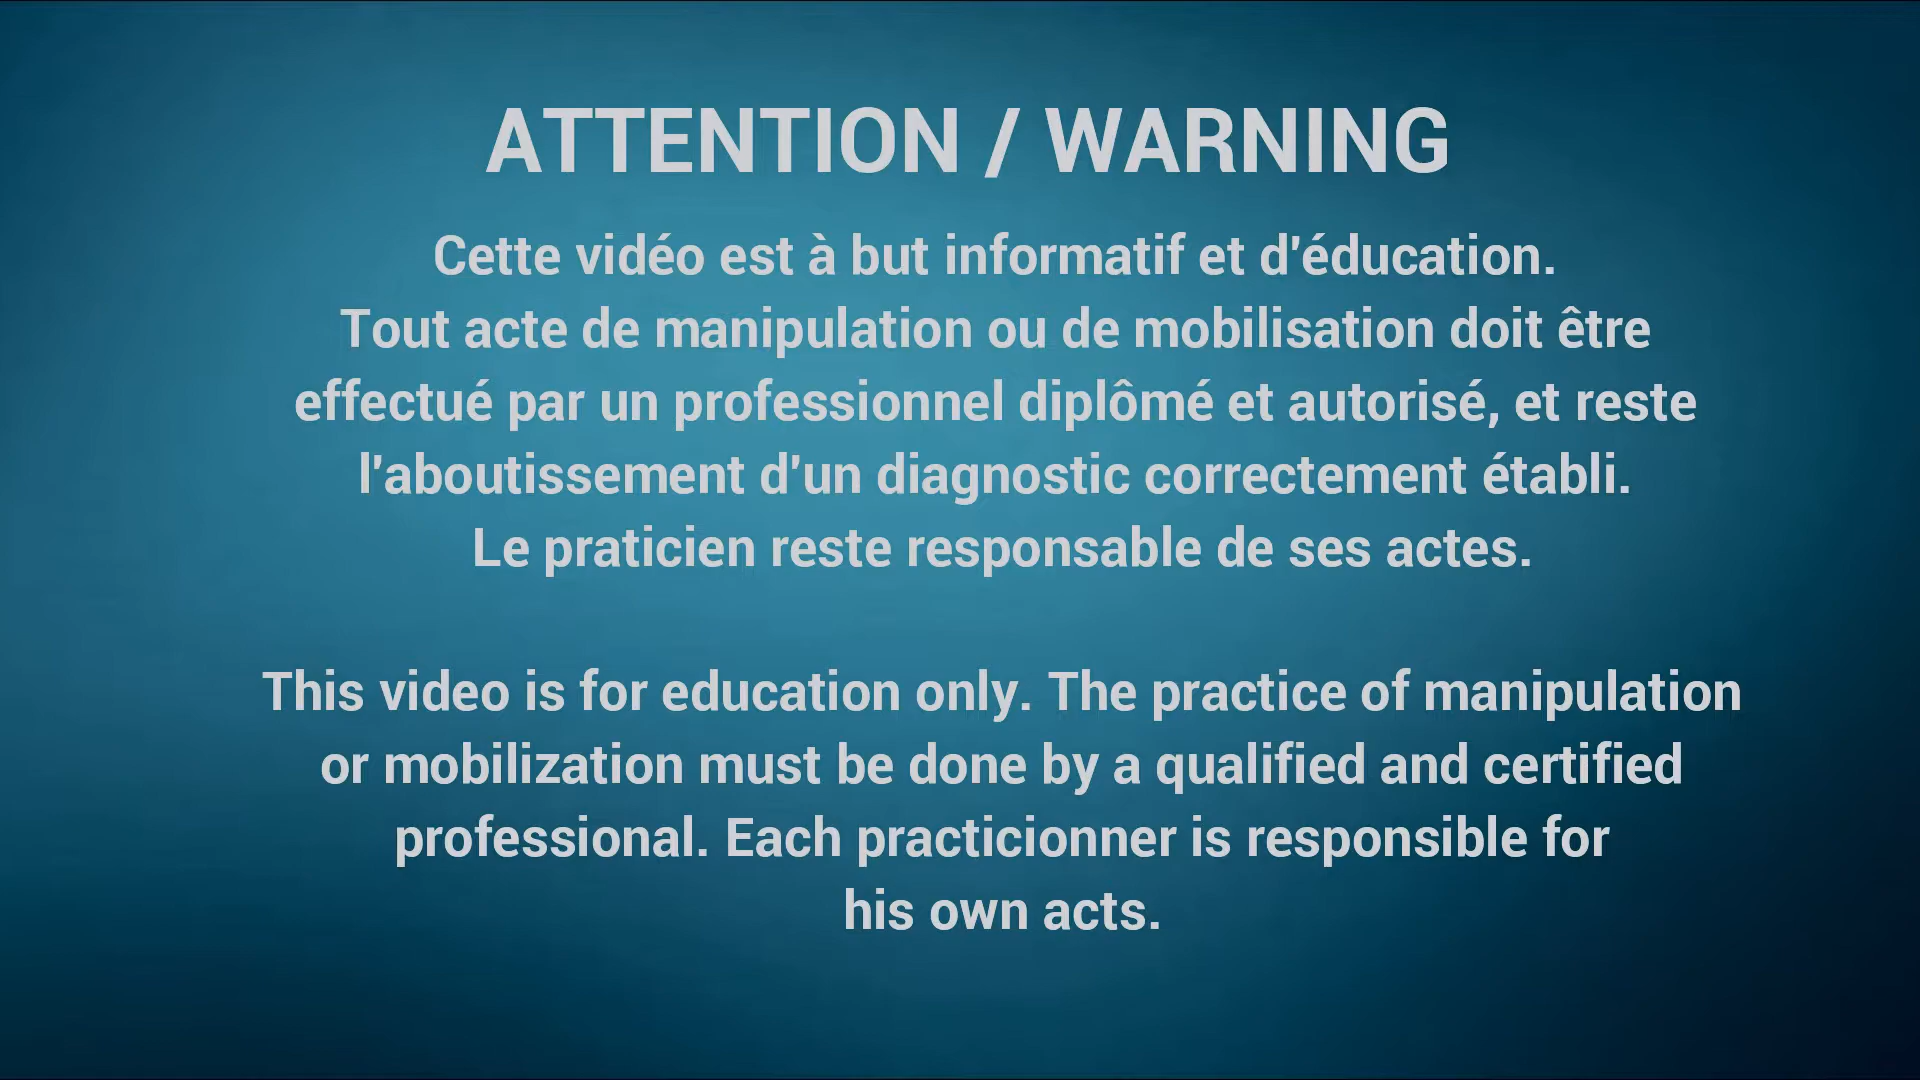 ATTENTION / WARNING
Cette vidéo est à but informatif et d'éducation.
Tout acte de manipulation ou de mobilisation doit être
effectué par un professionnel diplômé et autorisé, et reste
l'aboutissement d'un diagnostic correctement établi.
Le praticien reste responsable de ses actes.
This video is for education only. The practice of manipulation
or mobilization must be done by a qualified and certified
professional. Each practicionner is responsible for
his own acts.